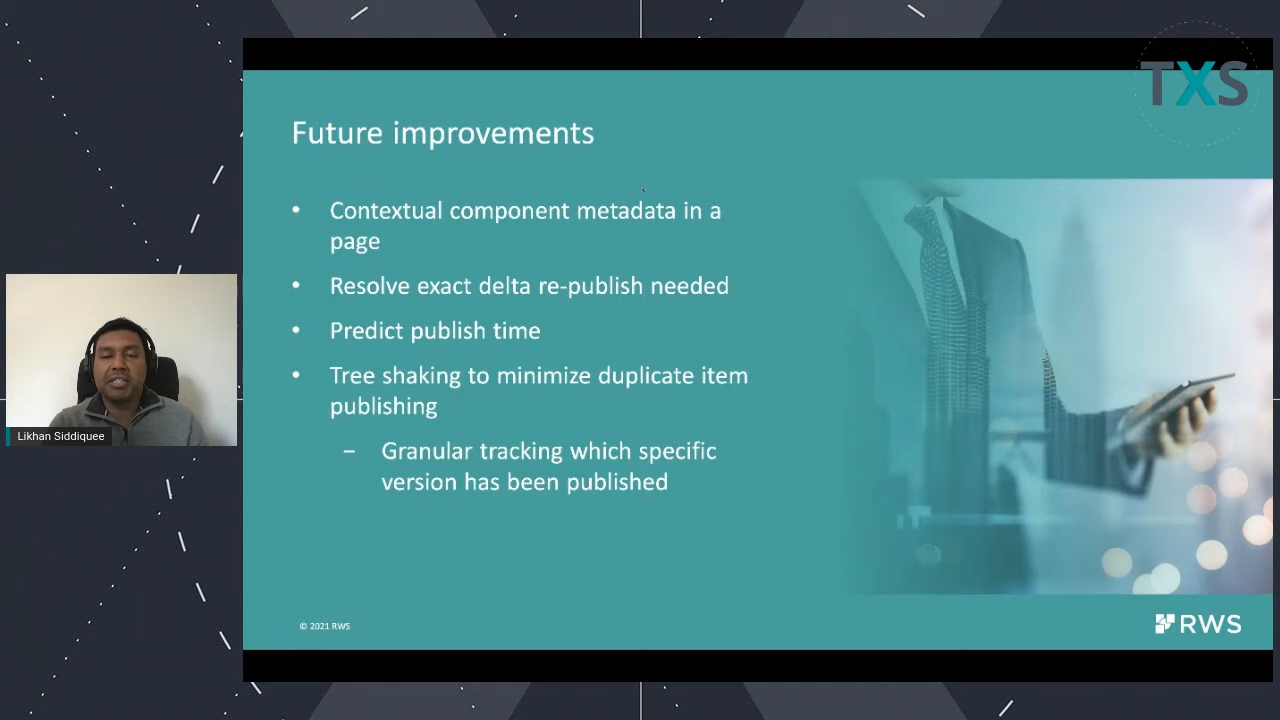 TXS
Future improvements
• Contextual component metadata in a
page
• Resolve exact delta re-publish needed
• Predict publish time
• Tree shaking to minimize duplicate item
publishing
– Granular tracking which specific
version has been published
Likhan Siddiquee
© 2021 RWS
RWS